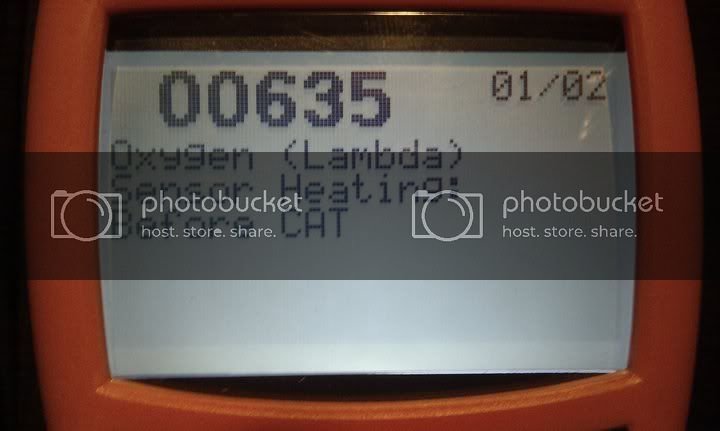 00635 01/02
Oxygen (Lambda)
Sensor Heating:
Before CAT
photobucket photobucket
host. store. share. host. store. share.